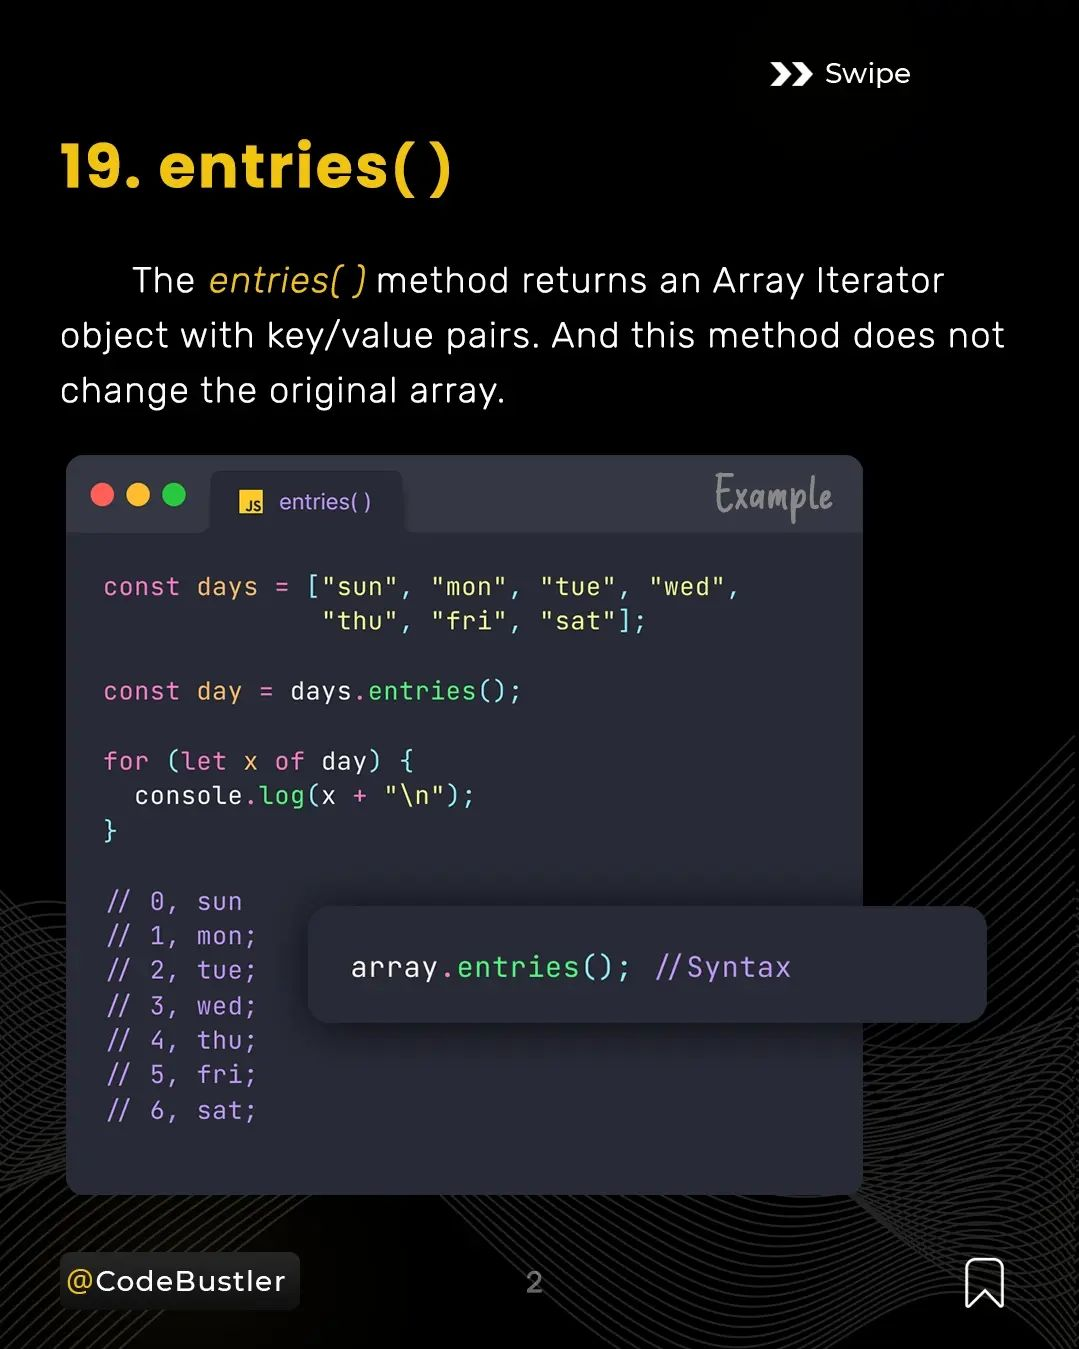 Swipe
19. entries( )
The entries( ) method returns an Array Iterator
object with key/value pairs. And this method does not
change the original array.
JS entries( )
Example
const days = ["sun", "mon", "tue", "wed",
"thu", "fri", "sat"];
const day = days.entries();
for (let x of day) {
console.log(x + "\n");
}
// 0, sun
// 1, mon;
// 2, tue;
// 3, wed;
// 4, thu;
// 5, fri;
// 6, sat;
array.entries(); //Syntax
@CodeBustler
2